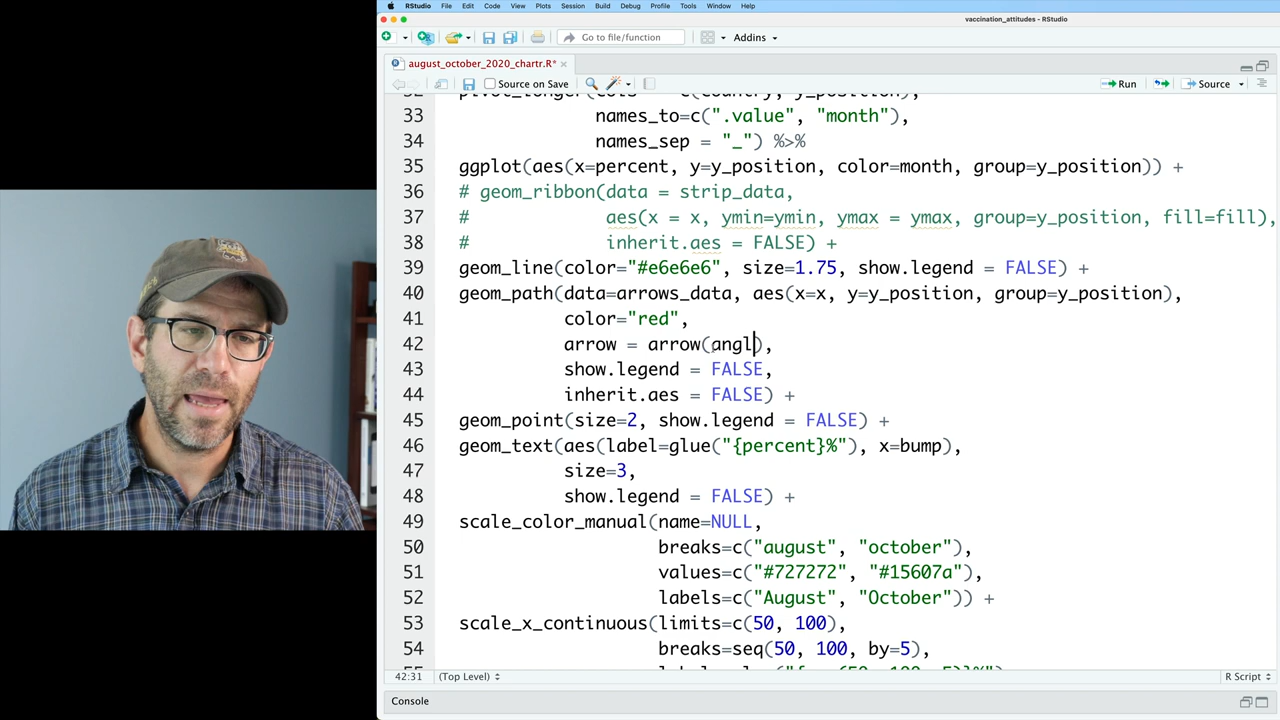 RStudio File Edit Code View Plots Session Build Debug Profile Tools Window Help
vaccination_attitudes - RStudio
Go to file/function Addins
august_october_2020_chartr.R*
Source on Save Run Source
33 names_to=c(".value", "month"),
34 names_sep = "_") %>%
35 ggplot(aes(x=percent, y=y_position, color=month, group=y_position)) +
36 # geom_ribbon(data = strip_data,
37 # aes(x = x, ymin=ymin, ymax = ymax, group=y_position, fill=fill),
38 # inherit.aes = FALSE) +
39 geom_line(color="#e6e6e6", size=1.75, show.legend = FALSE) +
40 geom_path(data=arrows_data, aes(x=x, y=y_position, group=y_position),
41 color="red",
42 arrow = arrow(angl),
43 show.legend = FALSE,
44 inherit.aes = FALSE) +
45 geom_point(size=2, show.legend = FALSE) +
46 geom_text(aes(label=glue("{percent}%"), x=bump),
47 size=3,
48 show.legend = FALSE) +
49 scale_color_manual(name=NULL,
50 breaks=c("august", "october"),
51 values=c("#727272", "#15607a"),
52 labels=c("August", "October")) +
53 scale_x_continuous(limits=c(50, 100),
54 breaks=seq(50, 100, by=5),
42:31 (Top Level) R Script
Console